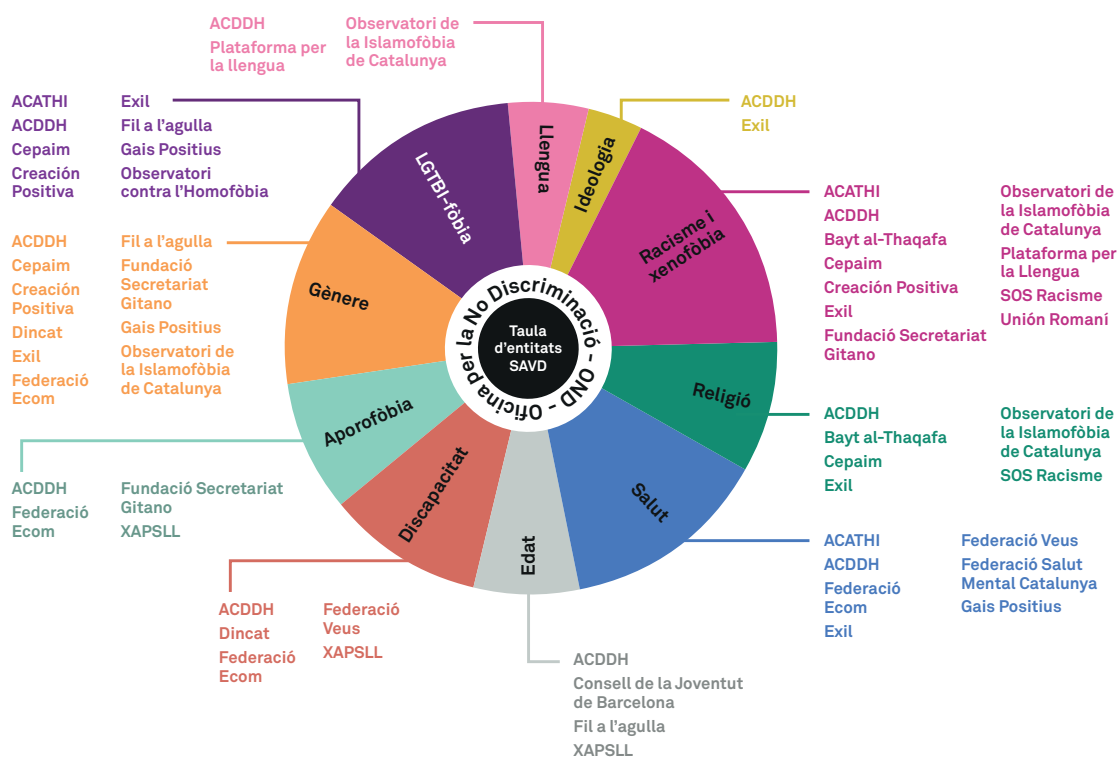 ACDDH
Plataforma per
la llengua
Observatori de
la Islamofòbia
de Catalunya
ACATHI
ACDDH
Cepaim
Creación
Positiva
Exil
Fil a l'agulla
Gais Positius
Observatori
contra l'Homofòbia
ACDDH
Exil
ACATHI
ACDDH
Bayt al-Thaqafa
Cepaim
Creación Positiva
Exil
Fundació Secretariat
Gitano
Observatori de
la Islamofòbia
de Catalunya
Plataforma per
la Llengua
SOS Racisme
Unión Romaní
ACDDH
Cepaim
Creación
Positiva
Dincat
Exil
Federació
Ecom
Fil a l'agulla
Fundació
Secretariat
Gitano
Gais Positius
Observatori de
la Islamofòbia
de Catalunya
Llengua
Ideologia
Racisme i
xenofòbia
Religió
Salut
Edat
Discapacitat
Aporofòbia
Gènere
LGTBI-fòbia
Oficina per la No Discriminació - OND -
Taula
d'entitats
SAVD
ACDDH
Bayt al-Thaqafa
Cepaim
Exil
Observatori de
la Islamofòbia
de Catalunya
SOS Racisme
ACDDH
Federació
Ecom
Fundació Secretariat
Gitano
XAPSLL
ACATHI
ACDDH
Federació
Ecom
Exil
Federació Veus
Federació Salut
Mental Catalunya
Gais Positius
ACDDH
Dincat
Federació
Ecom
Federació
Veus
XAPSLL
ACDDH
Consell de la Joventut
de Barcelona
Fil a l'agulla
XAPSLL